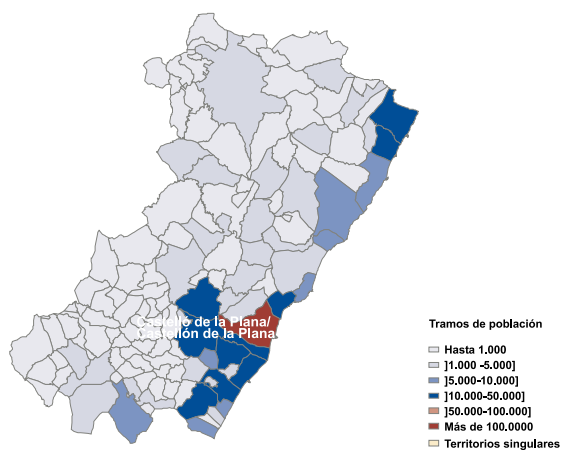 Castelló de la Plana/
Castellón de la Plana
Tramos de población
Hasta 1.000
]1.000 -5.000]
]5.000-10.000]
]10.000-50.000]
]50.000-100.000]
Más de 100.0000
Territorios singulares